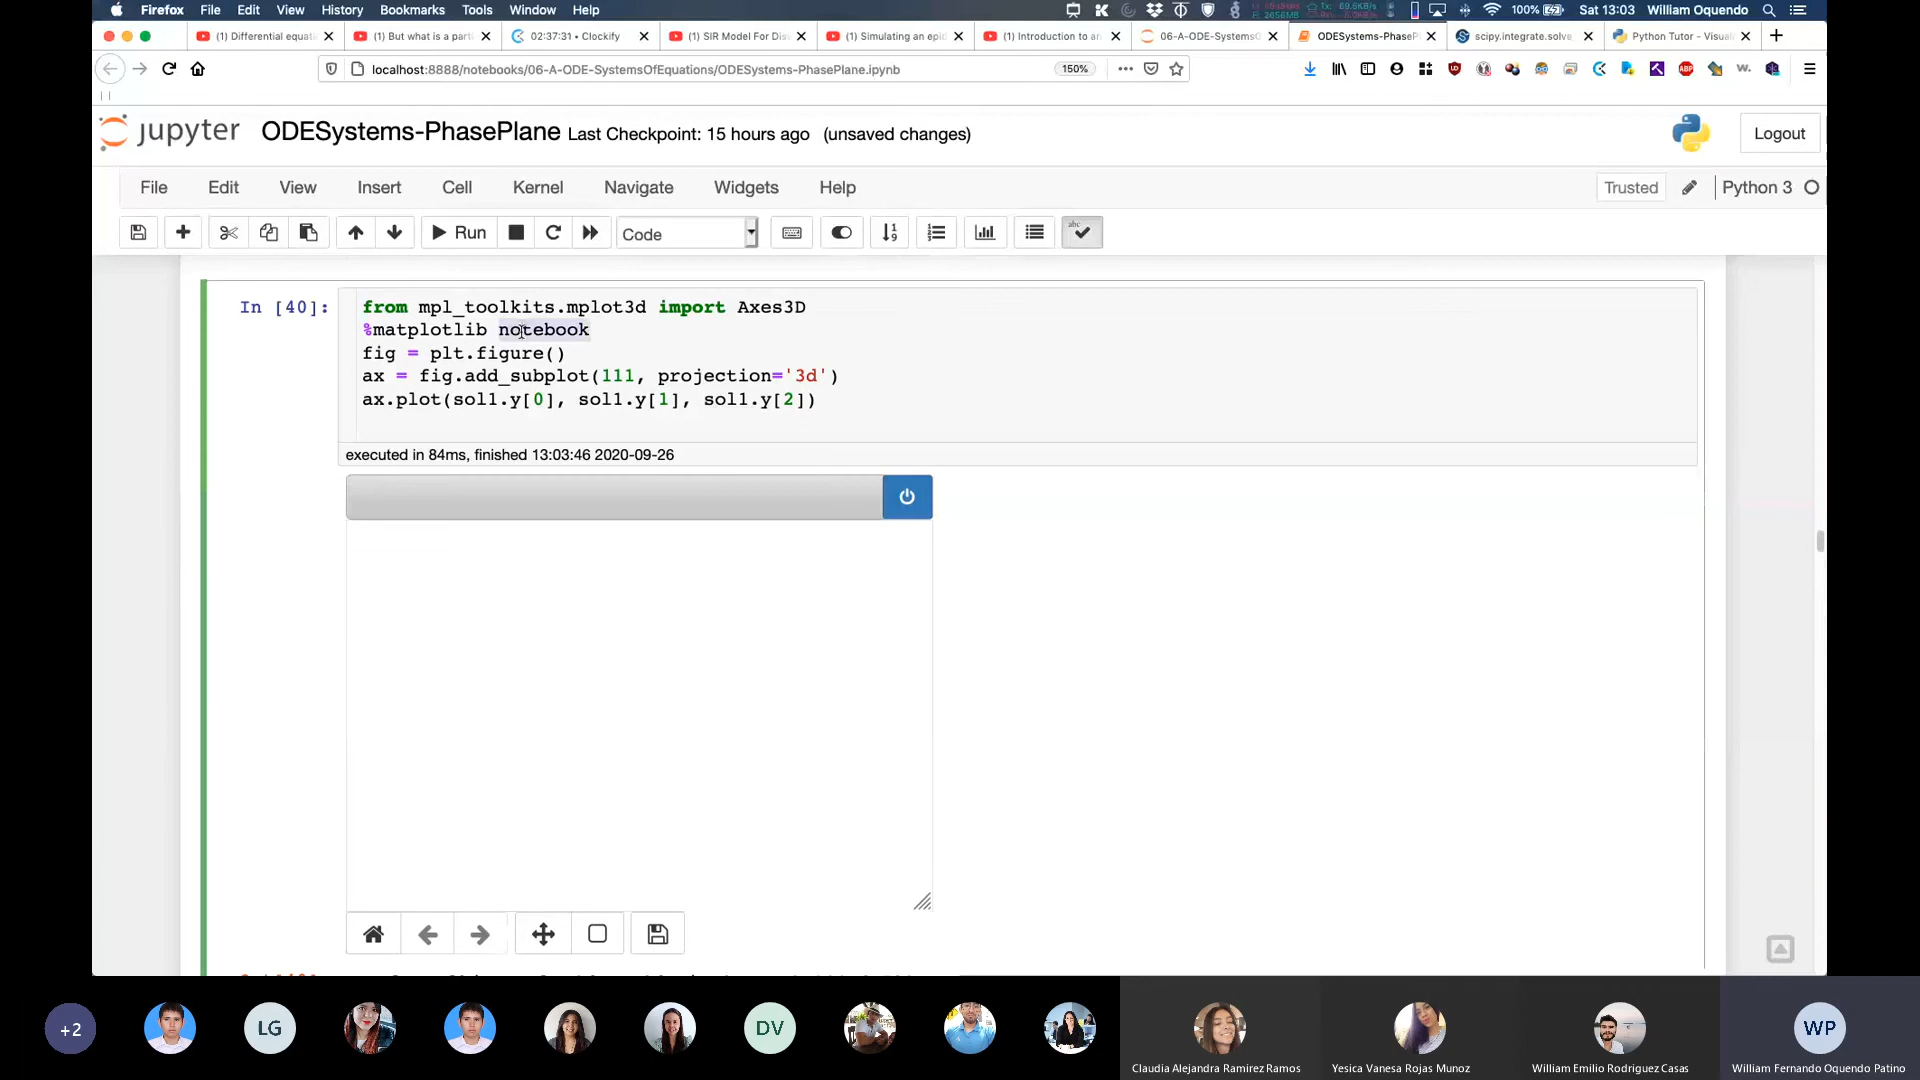 Firefox File Edit View History Bookmarks Tools Window Help 100% Sat 13:03 William Oquendo
(1) Differential equati (1) But what is a part 02:37:31 • Clockify (1) SIR Model For Dis (1) Simulating an epid (1) Introduction to an 06-A-ODE-SystemsO ODESystems-PhaseP scipy.integrate.solve_ Python Tutor - Visuali
localhost:8888/notebooks/06-A-ODE-SystemsOfEquations/ODESystems-PhasePlane.ipynb 150%
jupyter ODESystems-PhasePlane Last Checkpoint: 15 hours ago (unsaved changes) Logout
File Edit View Insert Cell Kernel Navigate Widgets Help Trusted Python 3
Run Code
In [40]: from mpl_toolkits.mplot3d import Axes3D
%matplotlib notebook
fig = plt.figure()
ax = fig.add_subplot(111, projection='3d')
ax.plot(sol1.y[0], sol1.y[1], sol1.y[2])
executed in 84ms, finished 13:03:46 2020-09-26
+2 LG DV WP
Claudia Alejandra Ramirez Ramos Yesica Vanesa Rojas Munoz William Emilio Rodriguez Casas William Fernando Oquendo Patino